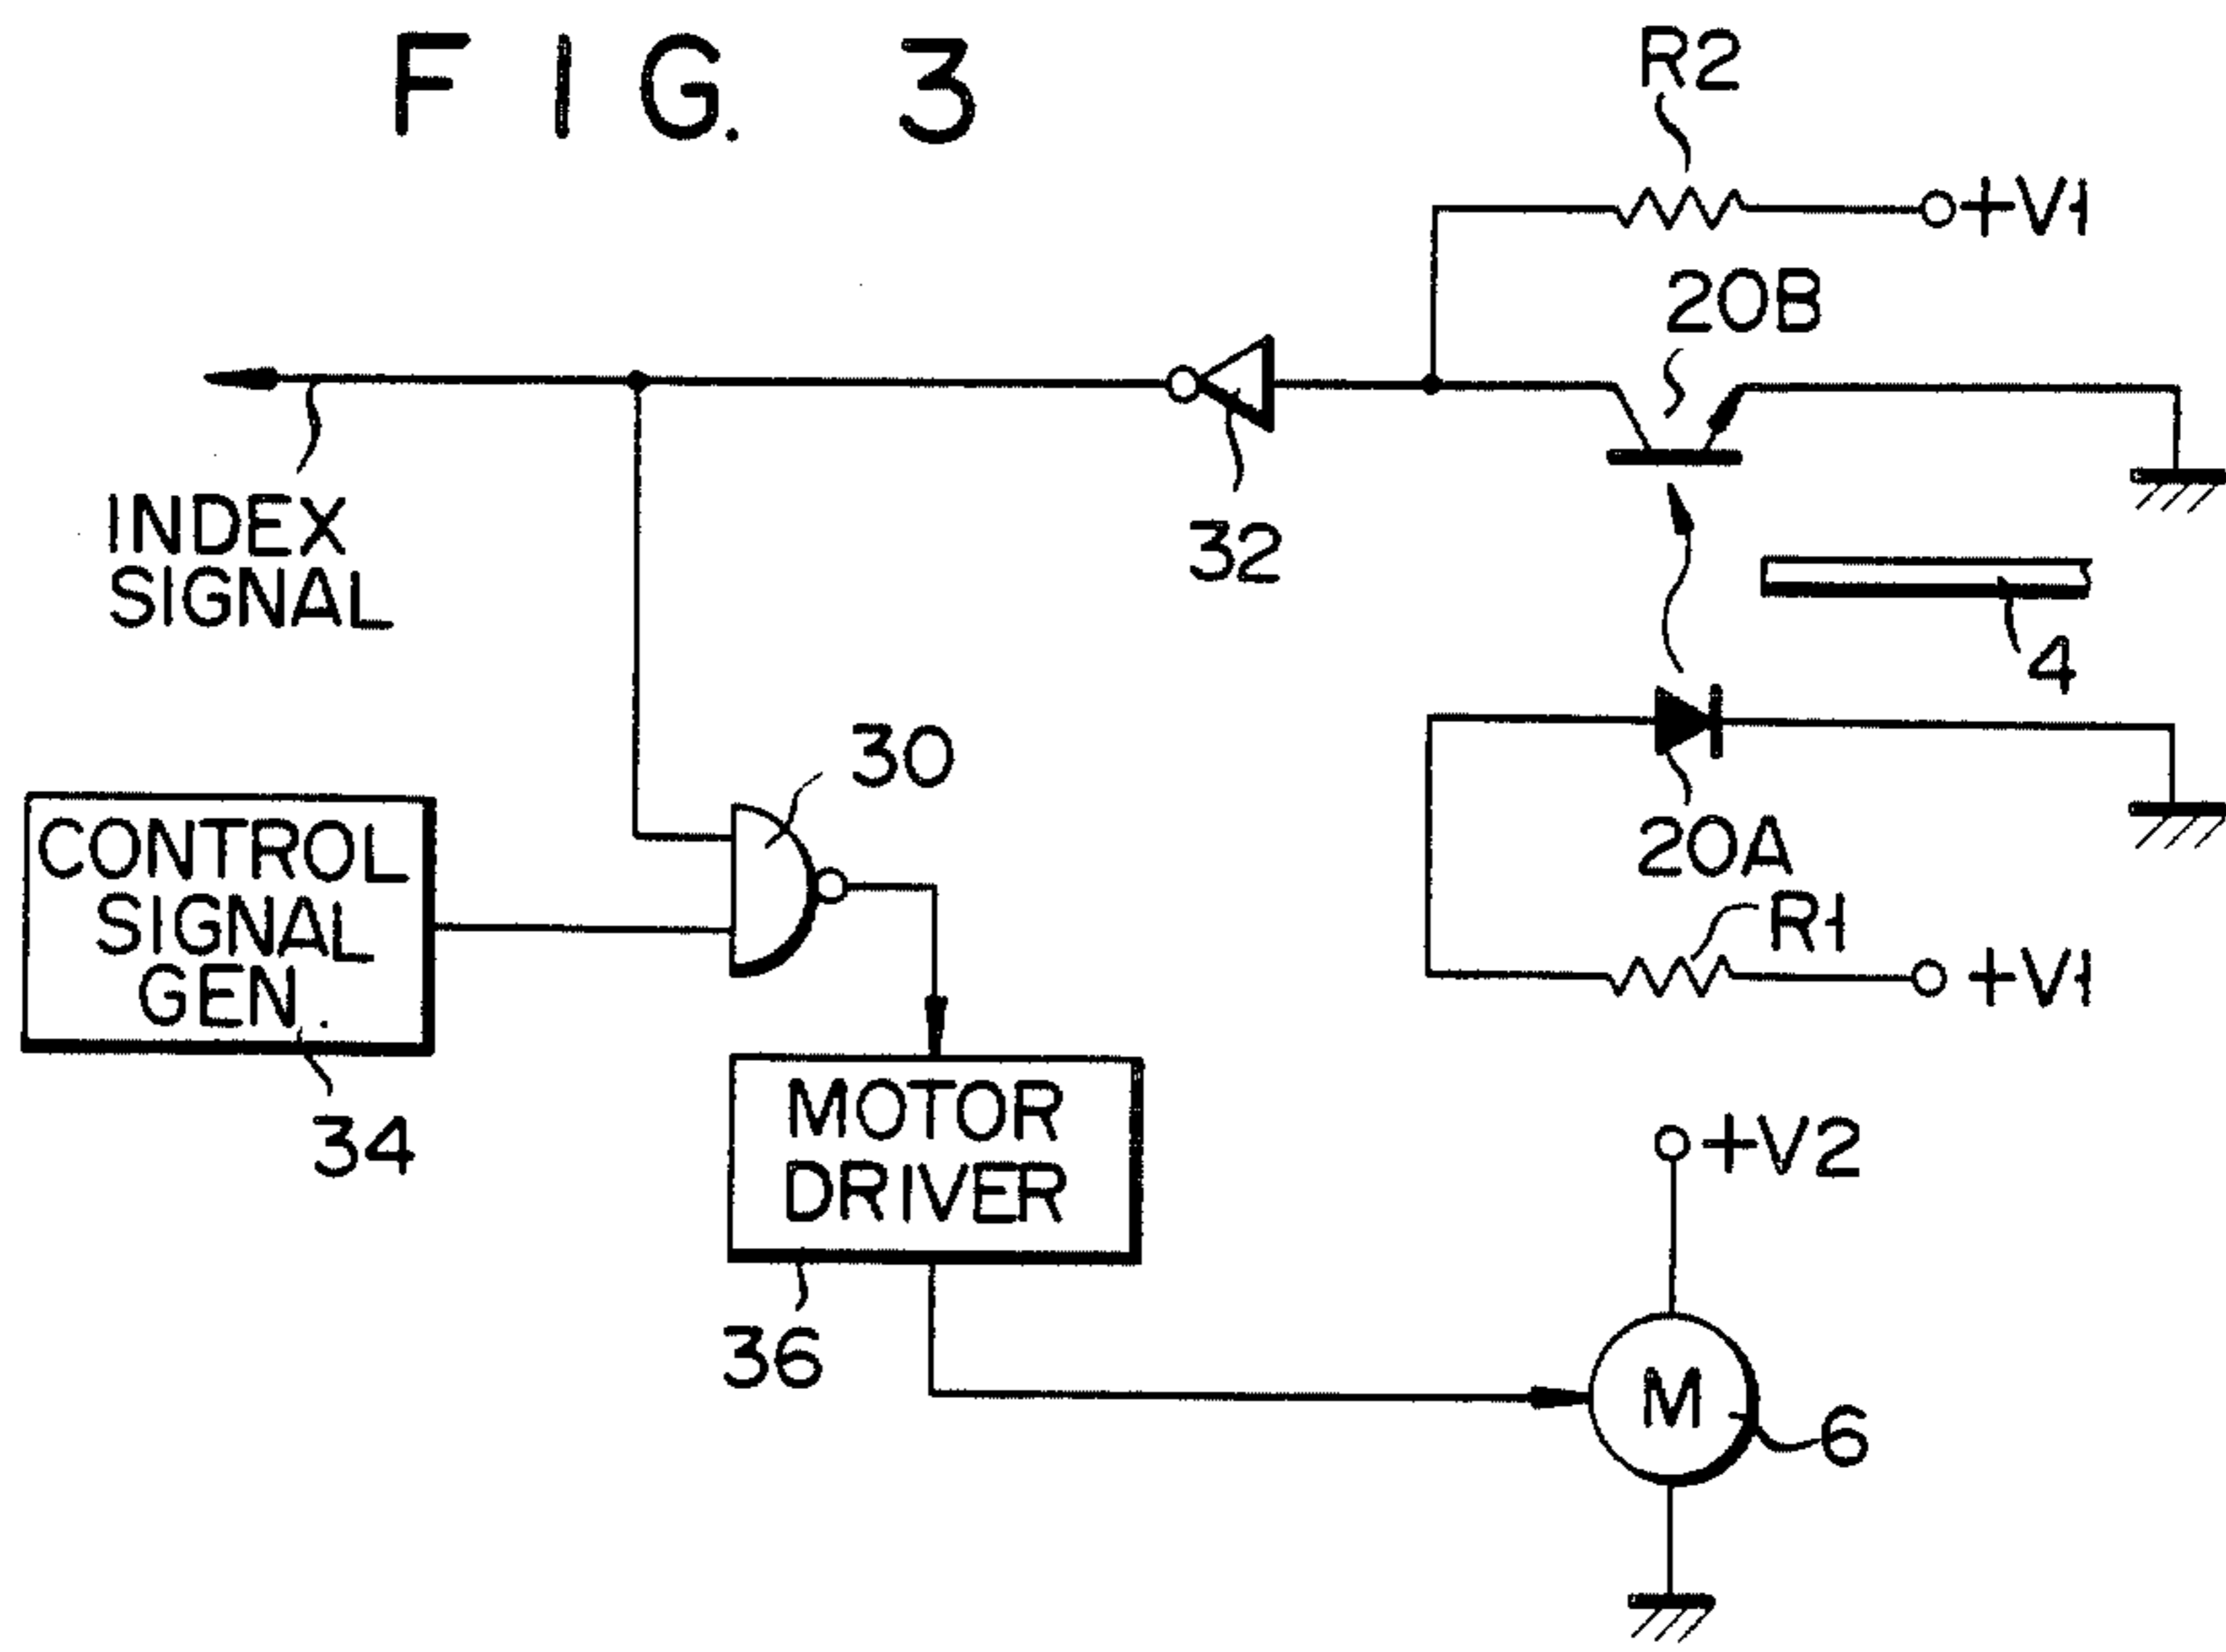 FIG. 3
R2
+V1
20B
INDEX
SIGNAL
32
4
30
20A
CONTROL
SIGNAL
GEN.
R1
+V1
34
MOTOR
DRIVER
+V2
36
M
6